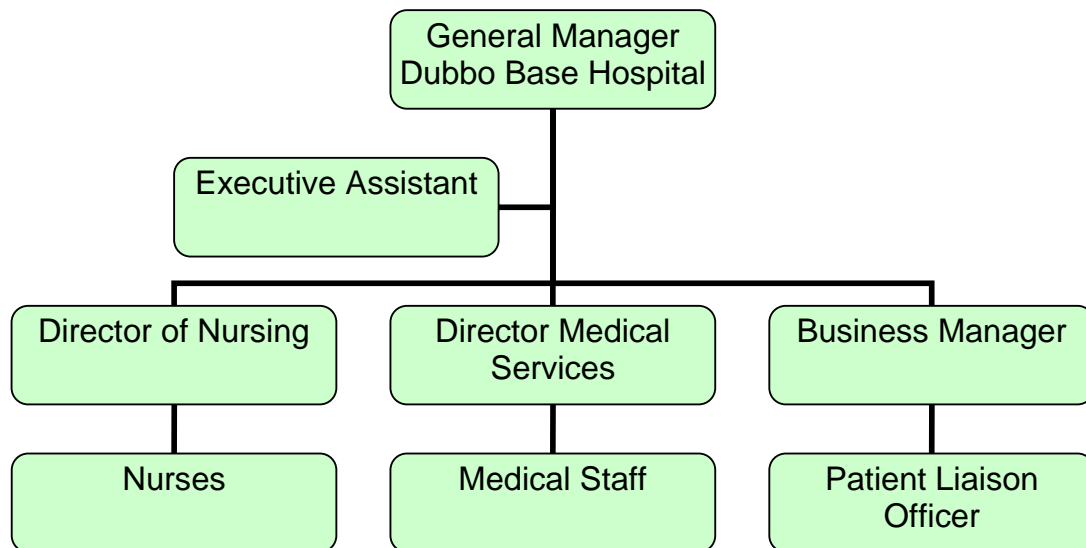 General Manager
Dubbo Base Hospital
Executive Assistant
Director of Nursing
Director Medical
Services
Business Manager
Nurses
Medical Staff
Patient Liaison
Officer